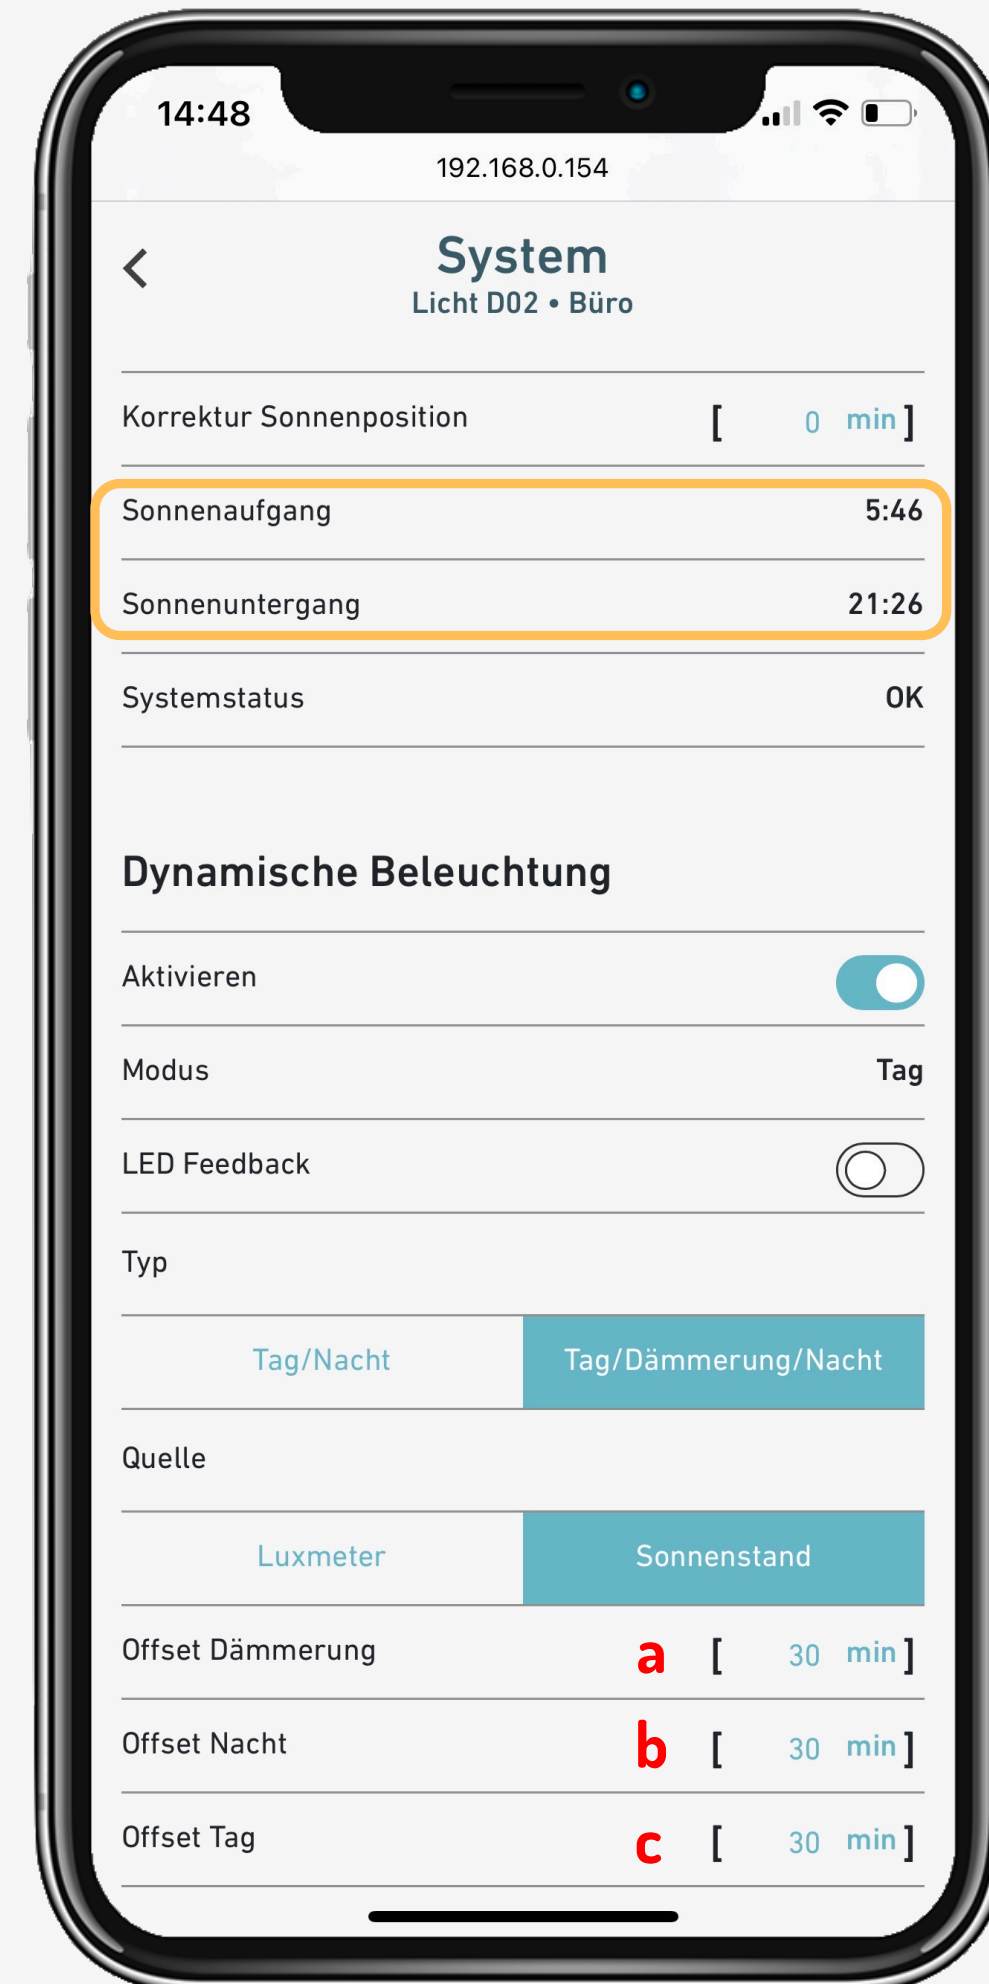 14:48
192.168.0.154
System
Licht D02 • Büro
Korrektur Sonnenposition [ 0 min ]
Sonnenaufgang 5:46
Sonnenuntergang 21:26
Systemstatus OK
Dynamische Beleuchtung
Aktivieren
Modus Tag
LED Feedback
Typ
Tag/Nacht Tag/Dämmerung/Nacht
Quelle
Luxmeter Sonnenstand
Offset Dämmerung a [ 30 min ]
Offset Nacht b [ 30 min ]
Offset Tag c [ 30 min ]